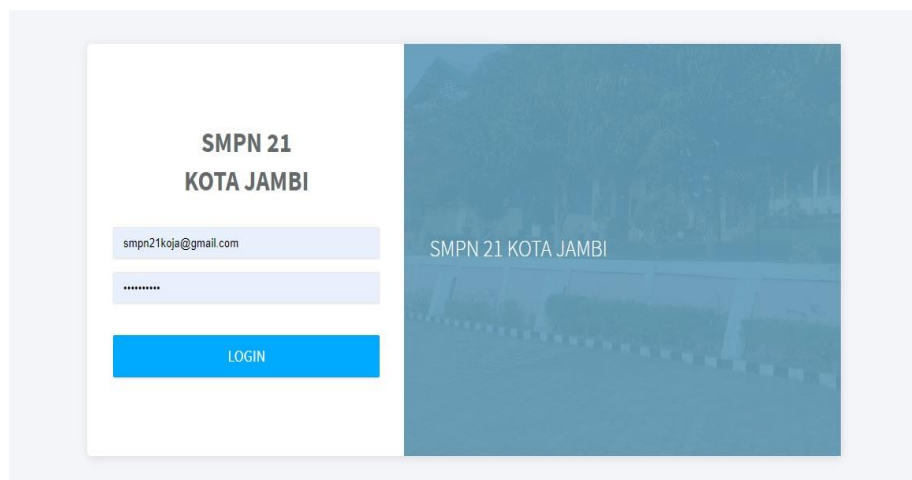 SMPN 21
KOTA JAMBI
smpn21koja@gmail.com
••••••••••
LOGIN
SMPN 21 KOTA JAMBI